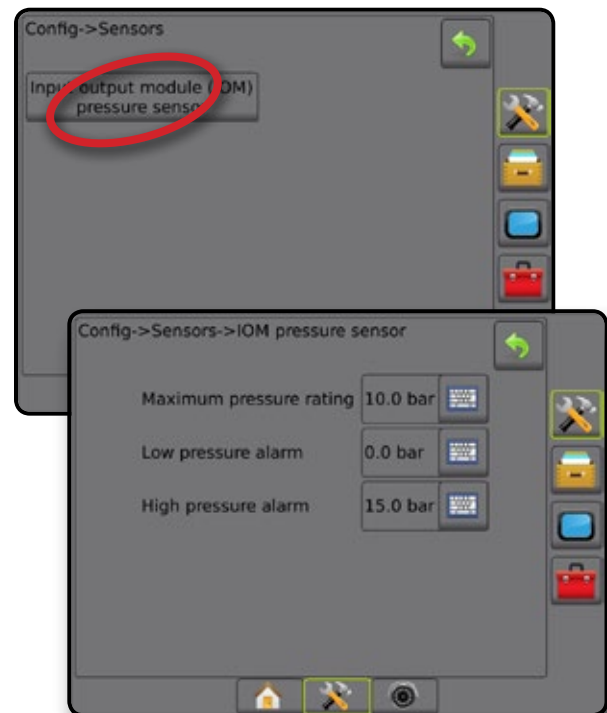 Config->Sensors
Input output module (IOM)
pressure sensor
Config->Sensors->IOM pressure sensor
Maximum pressure rating 10.0 bar
Low pressure alarm 0.0 bar
High pressure alarm 15.0 bar